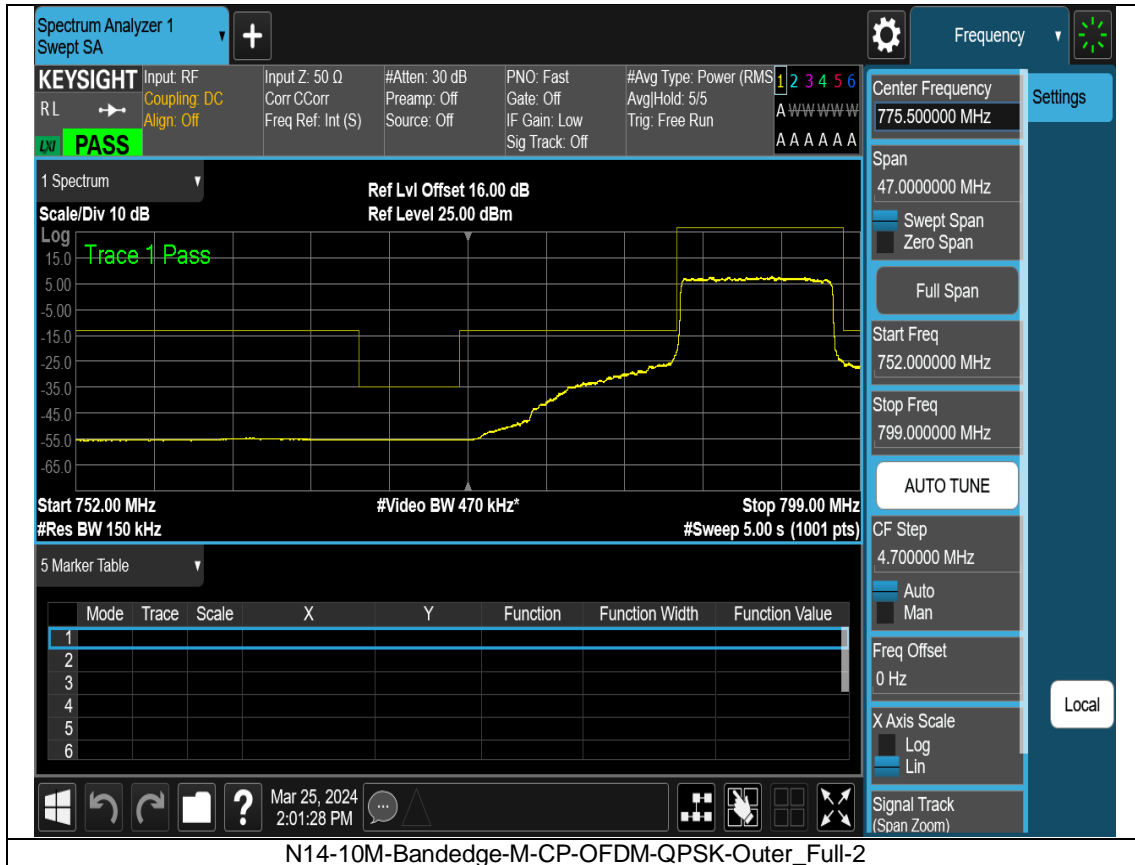 Spectrum Analyzer 1
Swept SA
Frequency
KEYSIGHT
RL
LXI PASS
Input: RF
Coupling: DC
Align: Off
Input Z: 50 Ω
Corr CCorr
Freq Ref: Int (S)
#Atten: 30 dB
Preamp: Off
Source: Off
PNO: Fast
Gate: Off
IF Gain: Low
Sig Track: Off
#Avg Type: Power (RMS
Avg|Hold: 5/5
Trig: Free Run
1 2 3 4 5 6
A W W W W W
A A A A A A
1 Spectrum
Scale/Div 10 dB
Ref Lvl Offset 16.00 dB
Ref Level 25.00 dBm
Log
Trace 1 Pass
15.0
5.00
-5.00
-15.0
-25.0
-35.0
-45.0
-55.0
-65.0
Start 752.00 MHz
#Video BW 470 kHz*
Stop 799.00 MHz
#Res BW 150 kHz
#Sweep 5.00 s (1001 pts)
5 Marker Table
Mode Trace Scale X Y Function Function Width Function Value
1
2
3
4
5
6
Center Frequency
775.500000 MHz
Settings
Span
47.0000000 MHz
Swept Span
Zero Span
Full Span
Start Freq
752.000000 MHz
Stop Freq
799.000000 MHz
AUTO TUNE
CF Step
4.700000 MHz
Auto
Man
Freq Offset
0 Hz
Local
X Axis Scale
Log
Lin
Signal Track
(Span Zoom)
?
Mar 25, 2024
2:01:28 PM
N14-10M-Bandedge-M-CP-OFDM-QPSK-Outer_Full-2